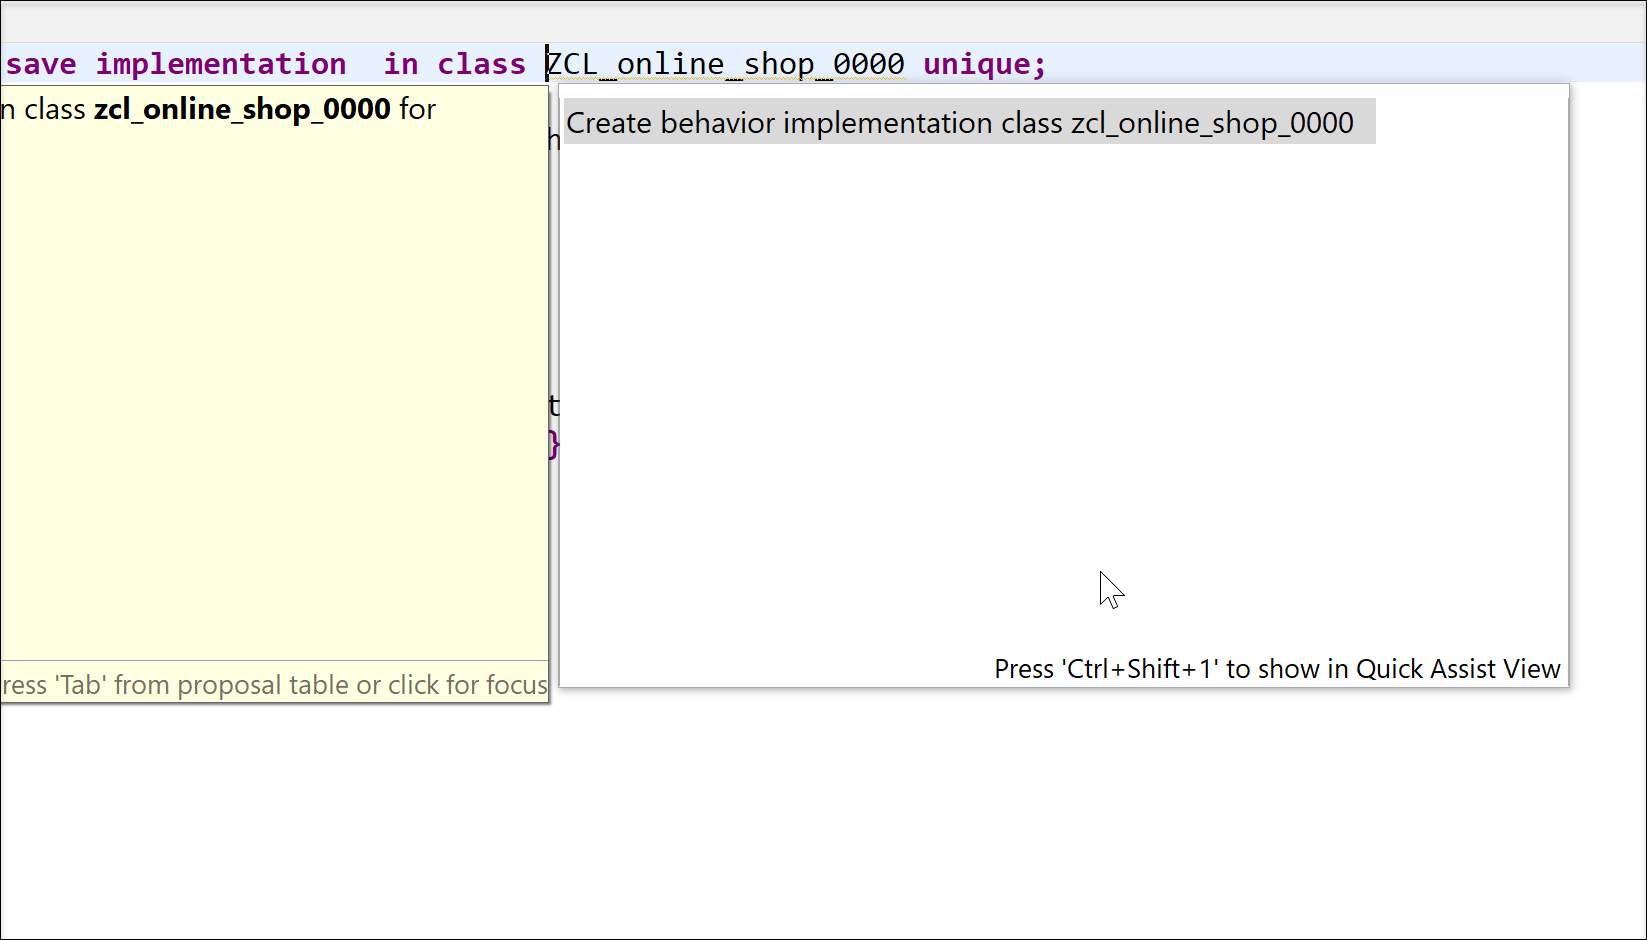 save implementation  in class ZCL_online_shop_0000 unique;
n class zcl_online_shop_0000 for
h
Create behavior implementation class zcl_online_shop_0000
t
}
Press 'Ctrl+Shift+1' to show in Quick Assist View
ress 'Tab' from proposal table or click for focus